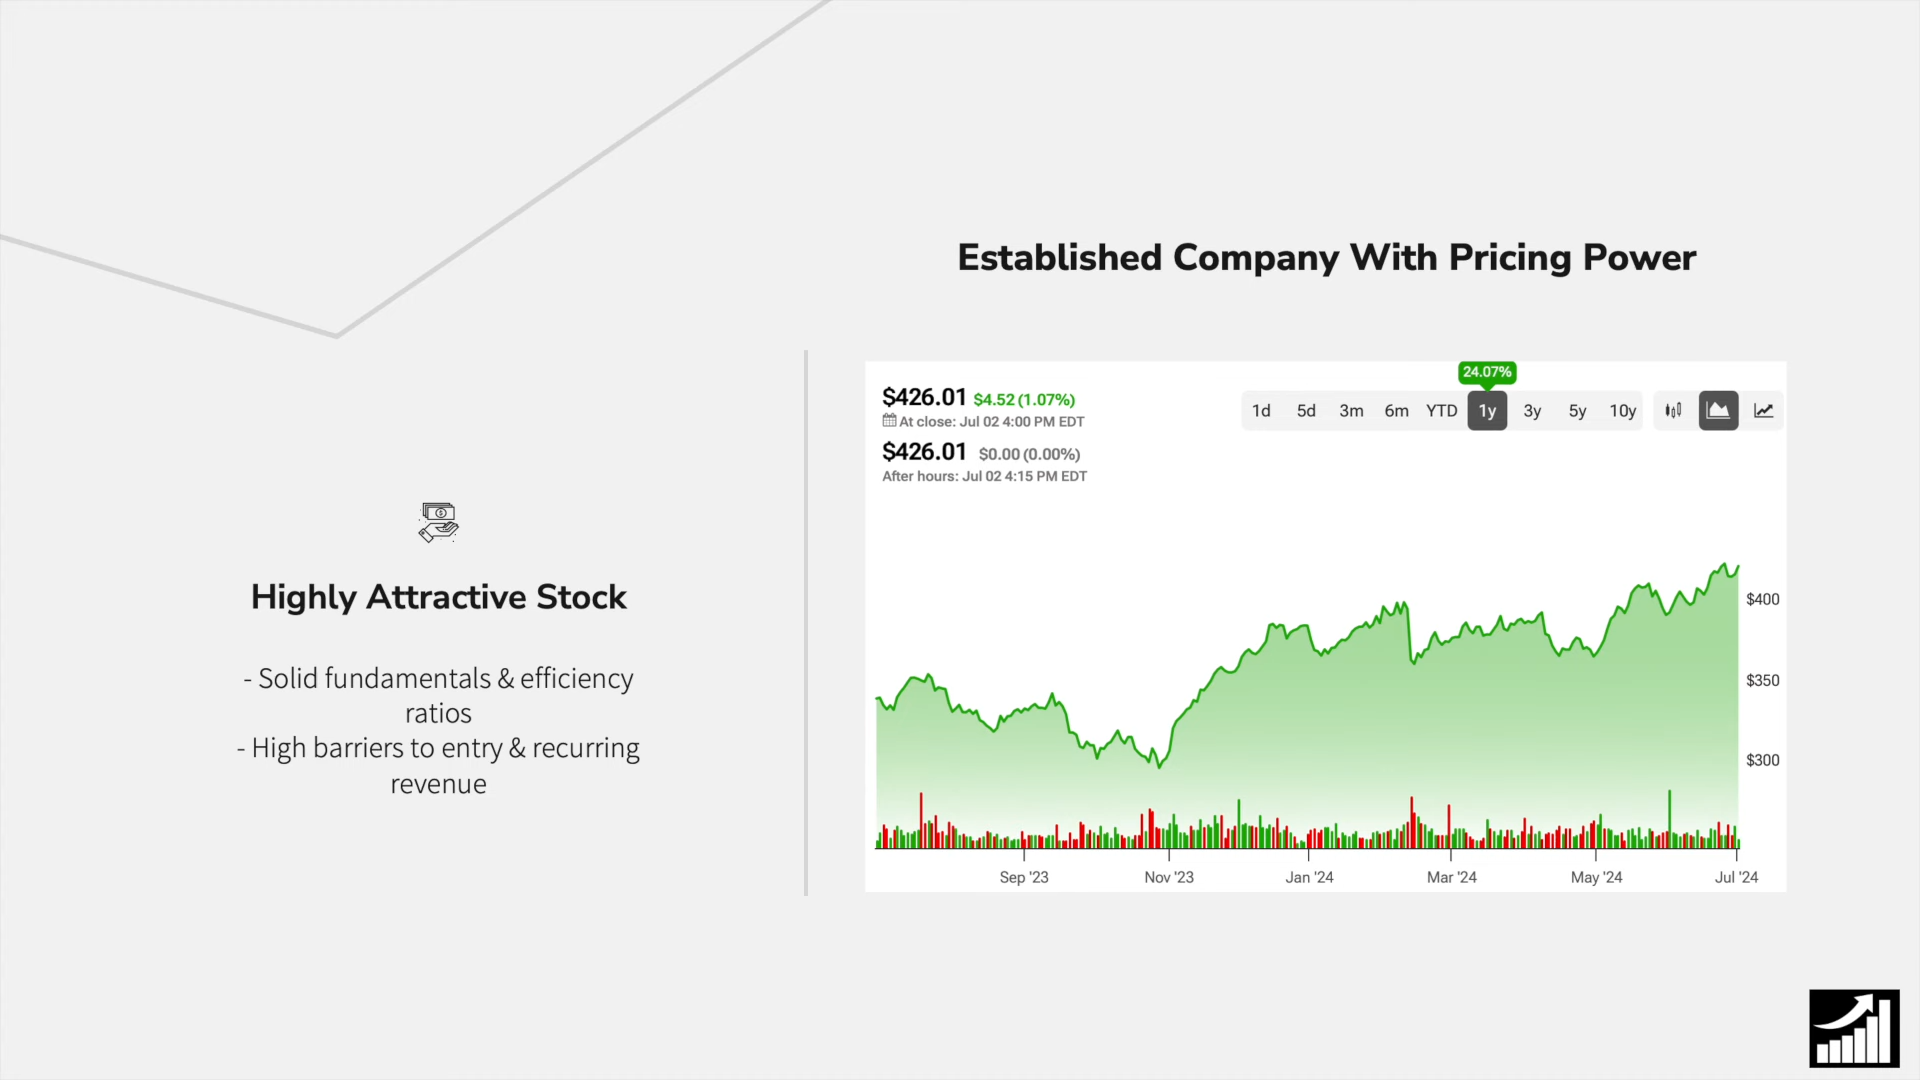 Established Company With Pricing Power
Highly Attractive Stock
- Solid fundamentals & efficiency
ratios
- High barriers to entry & recurring
revenue
$426.01 $4.52 (1.07%)
At close: Jul 02 4:00 PM EDT
$426.01 $0.00 (0.00%)
After hours: Jul 02 4:15 PM EDT
24.07%
1d 5d 3m 6m YTD 1y 3y 5y 10y
$400
$350
$300
Sep '23 Nov '23 Jan '24 Mar '24 May '24 Jul '24